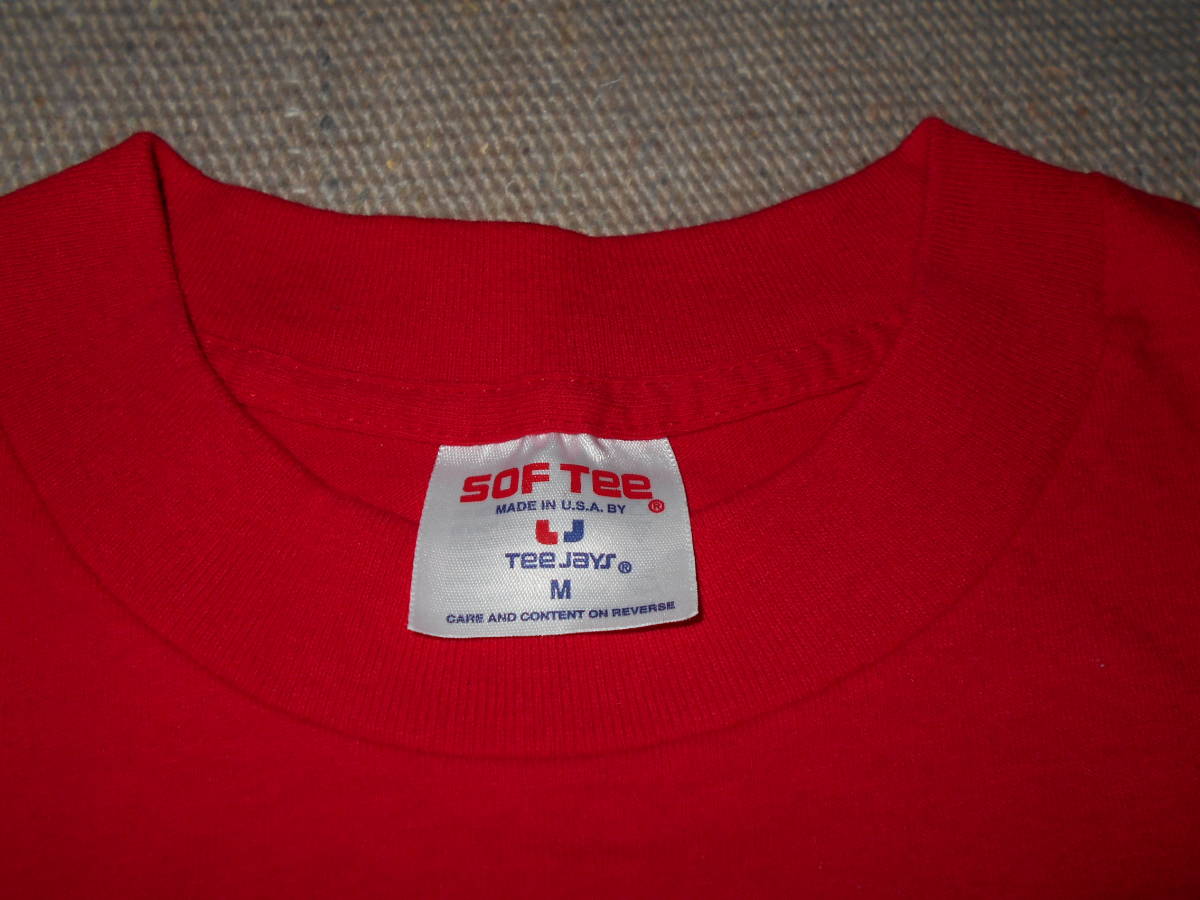 SOF Tee®
MADE IN U.S.A. BY
Tee Jays®
M
CARE AND CONTENT ON REVERSE